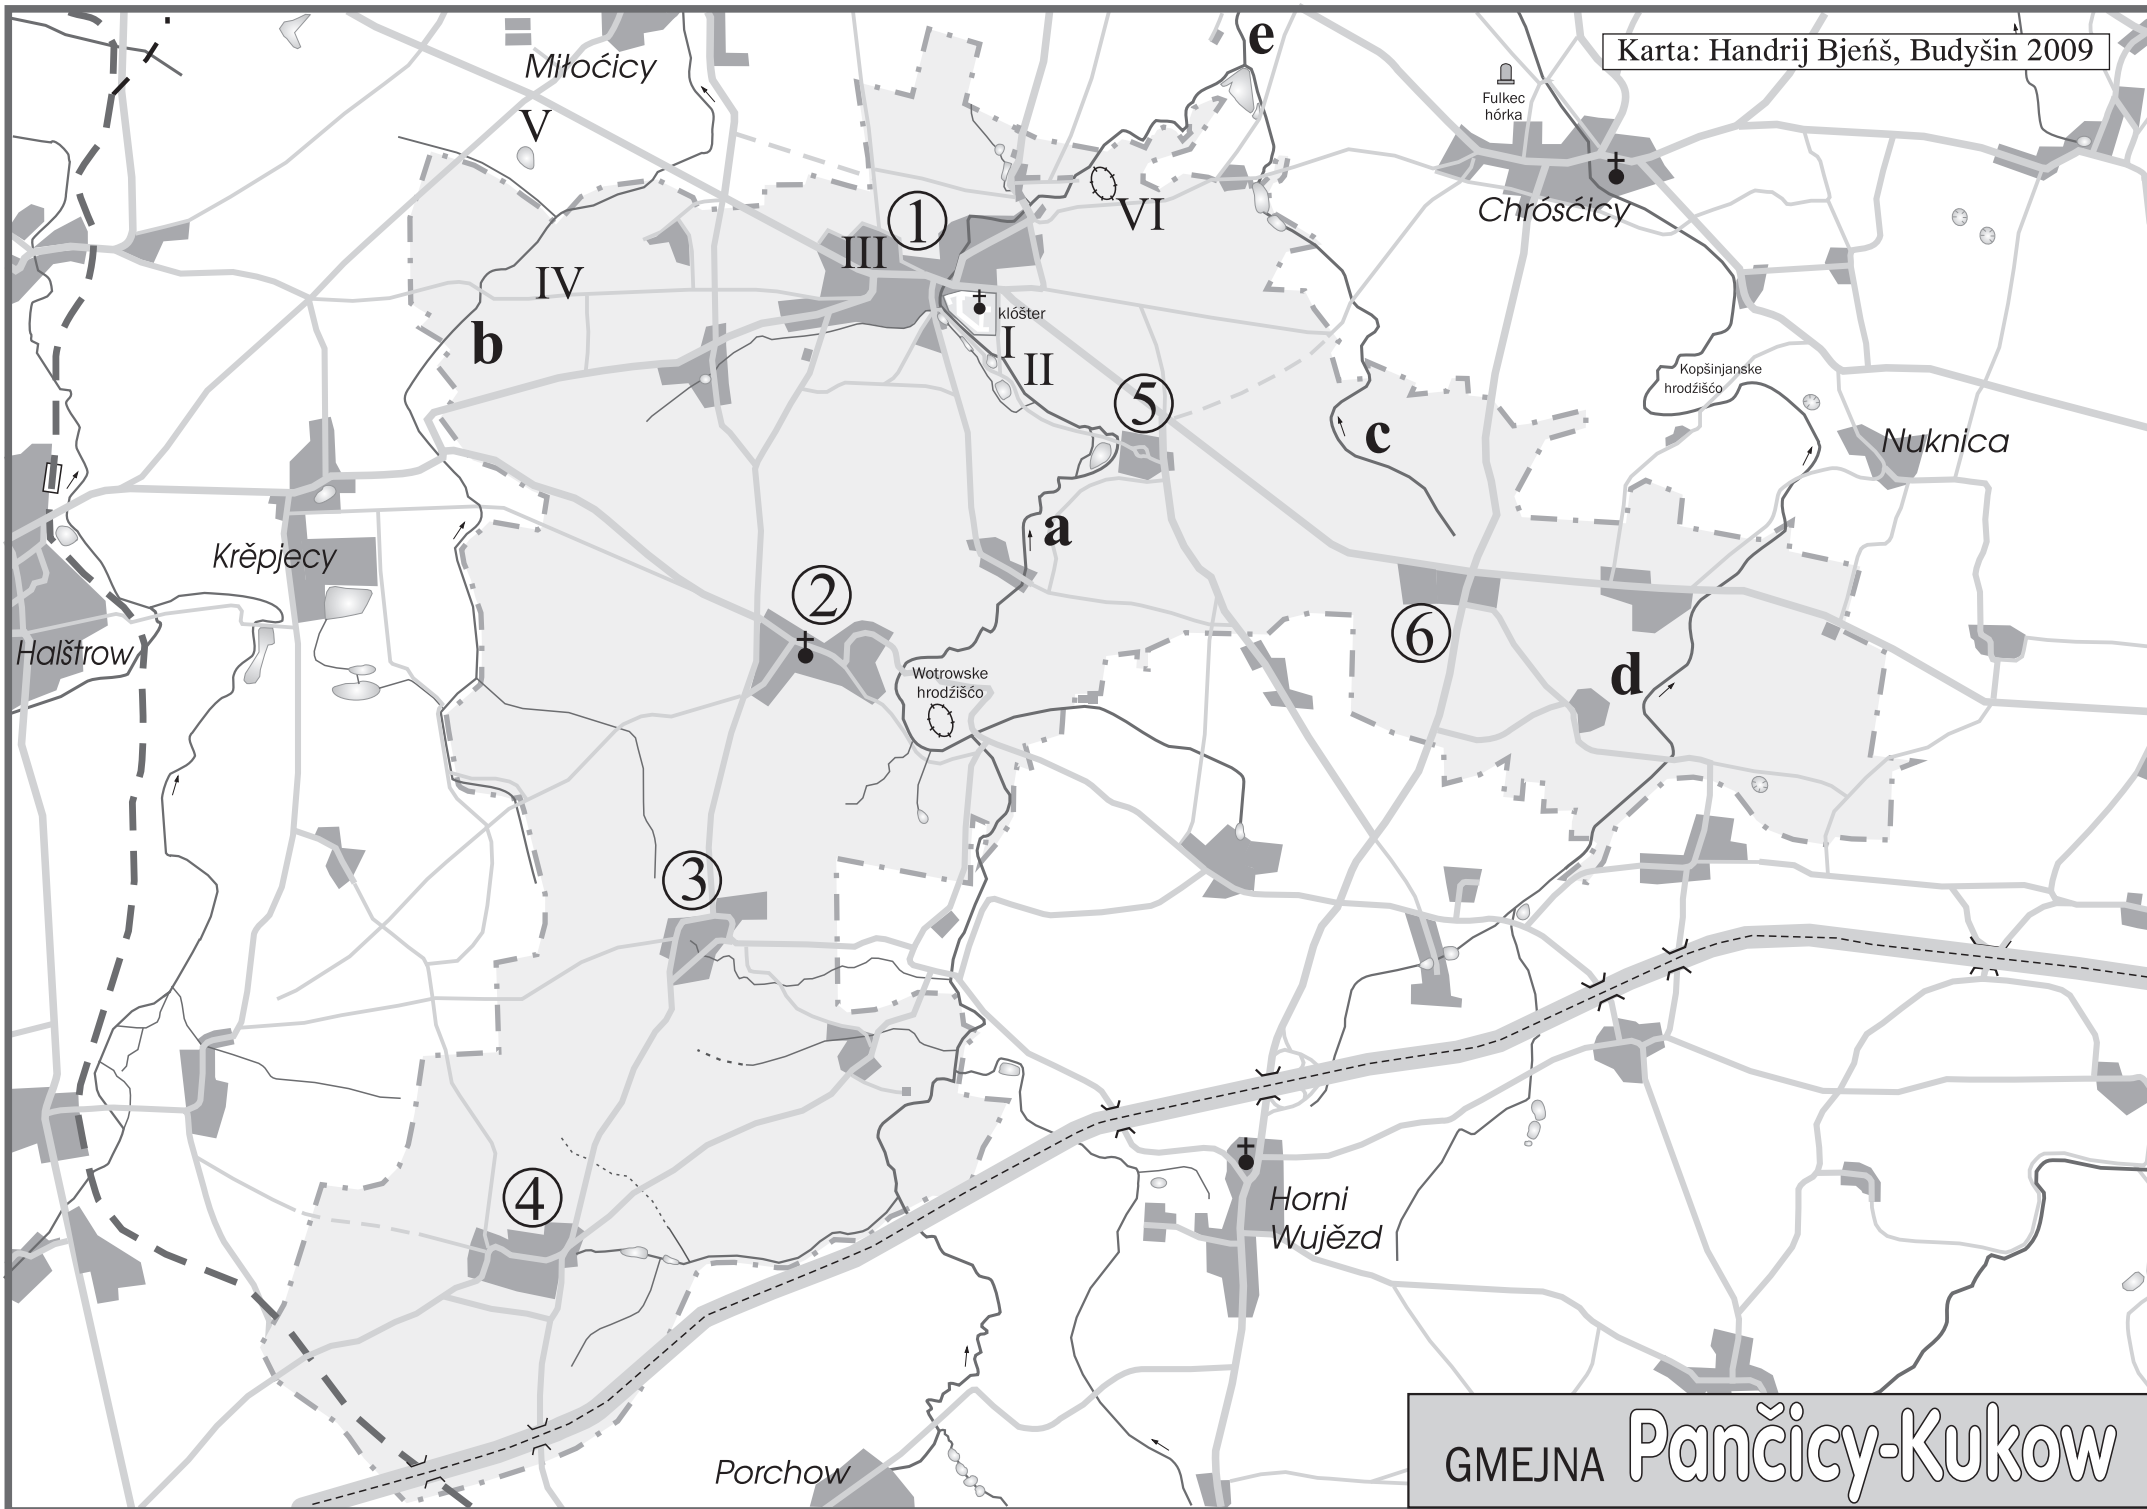 e
Karta: Handrij Bjeńš, Budyšin 2009
Miłoćicy
Fulkec
hórka
V
VI
Chrósćicy
1
III
IV
klóšter
I
II
b
Kopšinjanske
hrodźišćo
5
c
Nuknica
a
Krěpjecy
2
6
Halštrow
Wotrowske
hrodźišćo
d
3
4
Horni
Wujězd
Porchow
GMEJNA Pančicy-Kukow